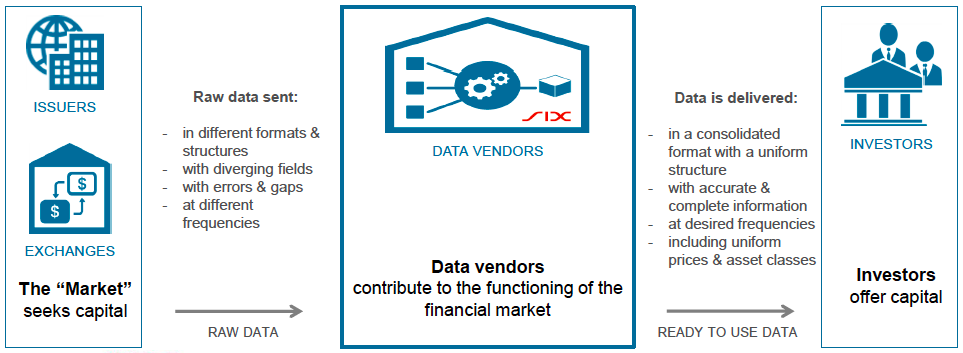 ISSUERS
$
$
EXCHANGES
The “Market”
seeks capital
Raw data sent:
- in different formats &
structures
- with diverging fields
- with errors & gaps
- at different
frequencies
RAW DATA
SIX
DATA VENDORS
Data vendors
contribute to the functioning of the
financial market
Data is delivered:
- in a consolidated
format with a uniform
structure
- with accurate &
complete information
- at desired frequencies
- including uniform
prices & asset classes
READY TO USE DATA
INVESTORS
Investors
offer capital